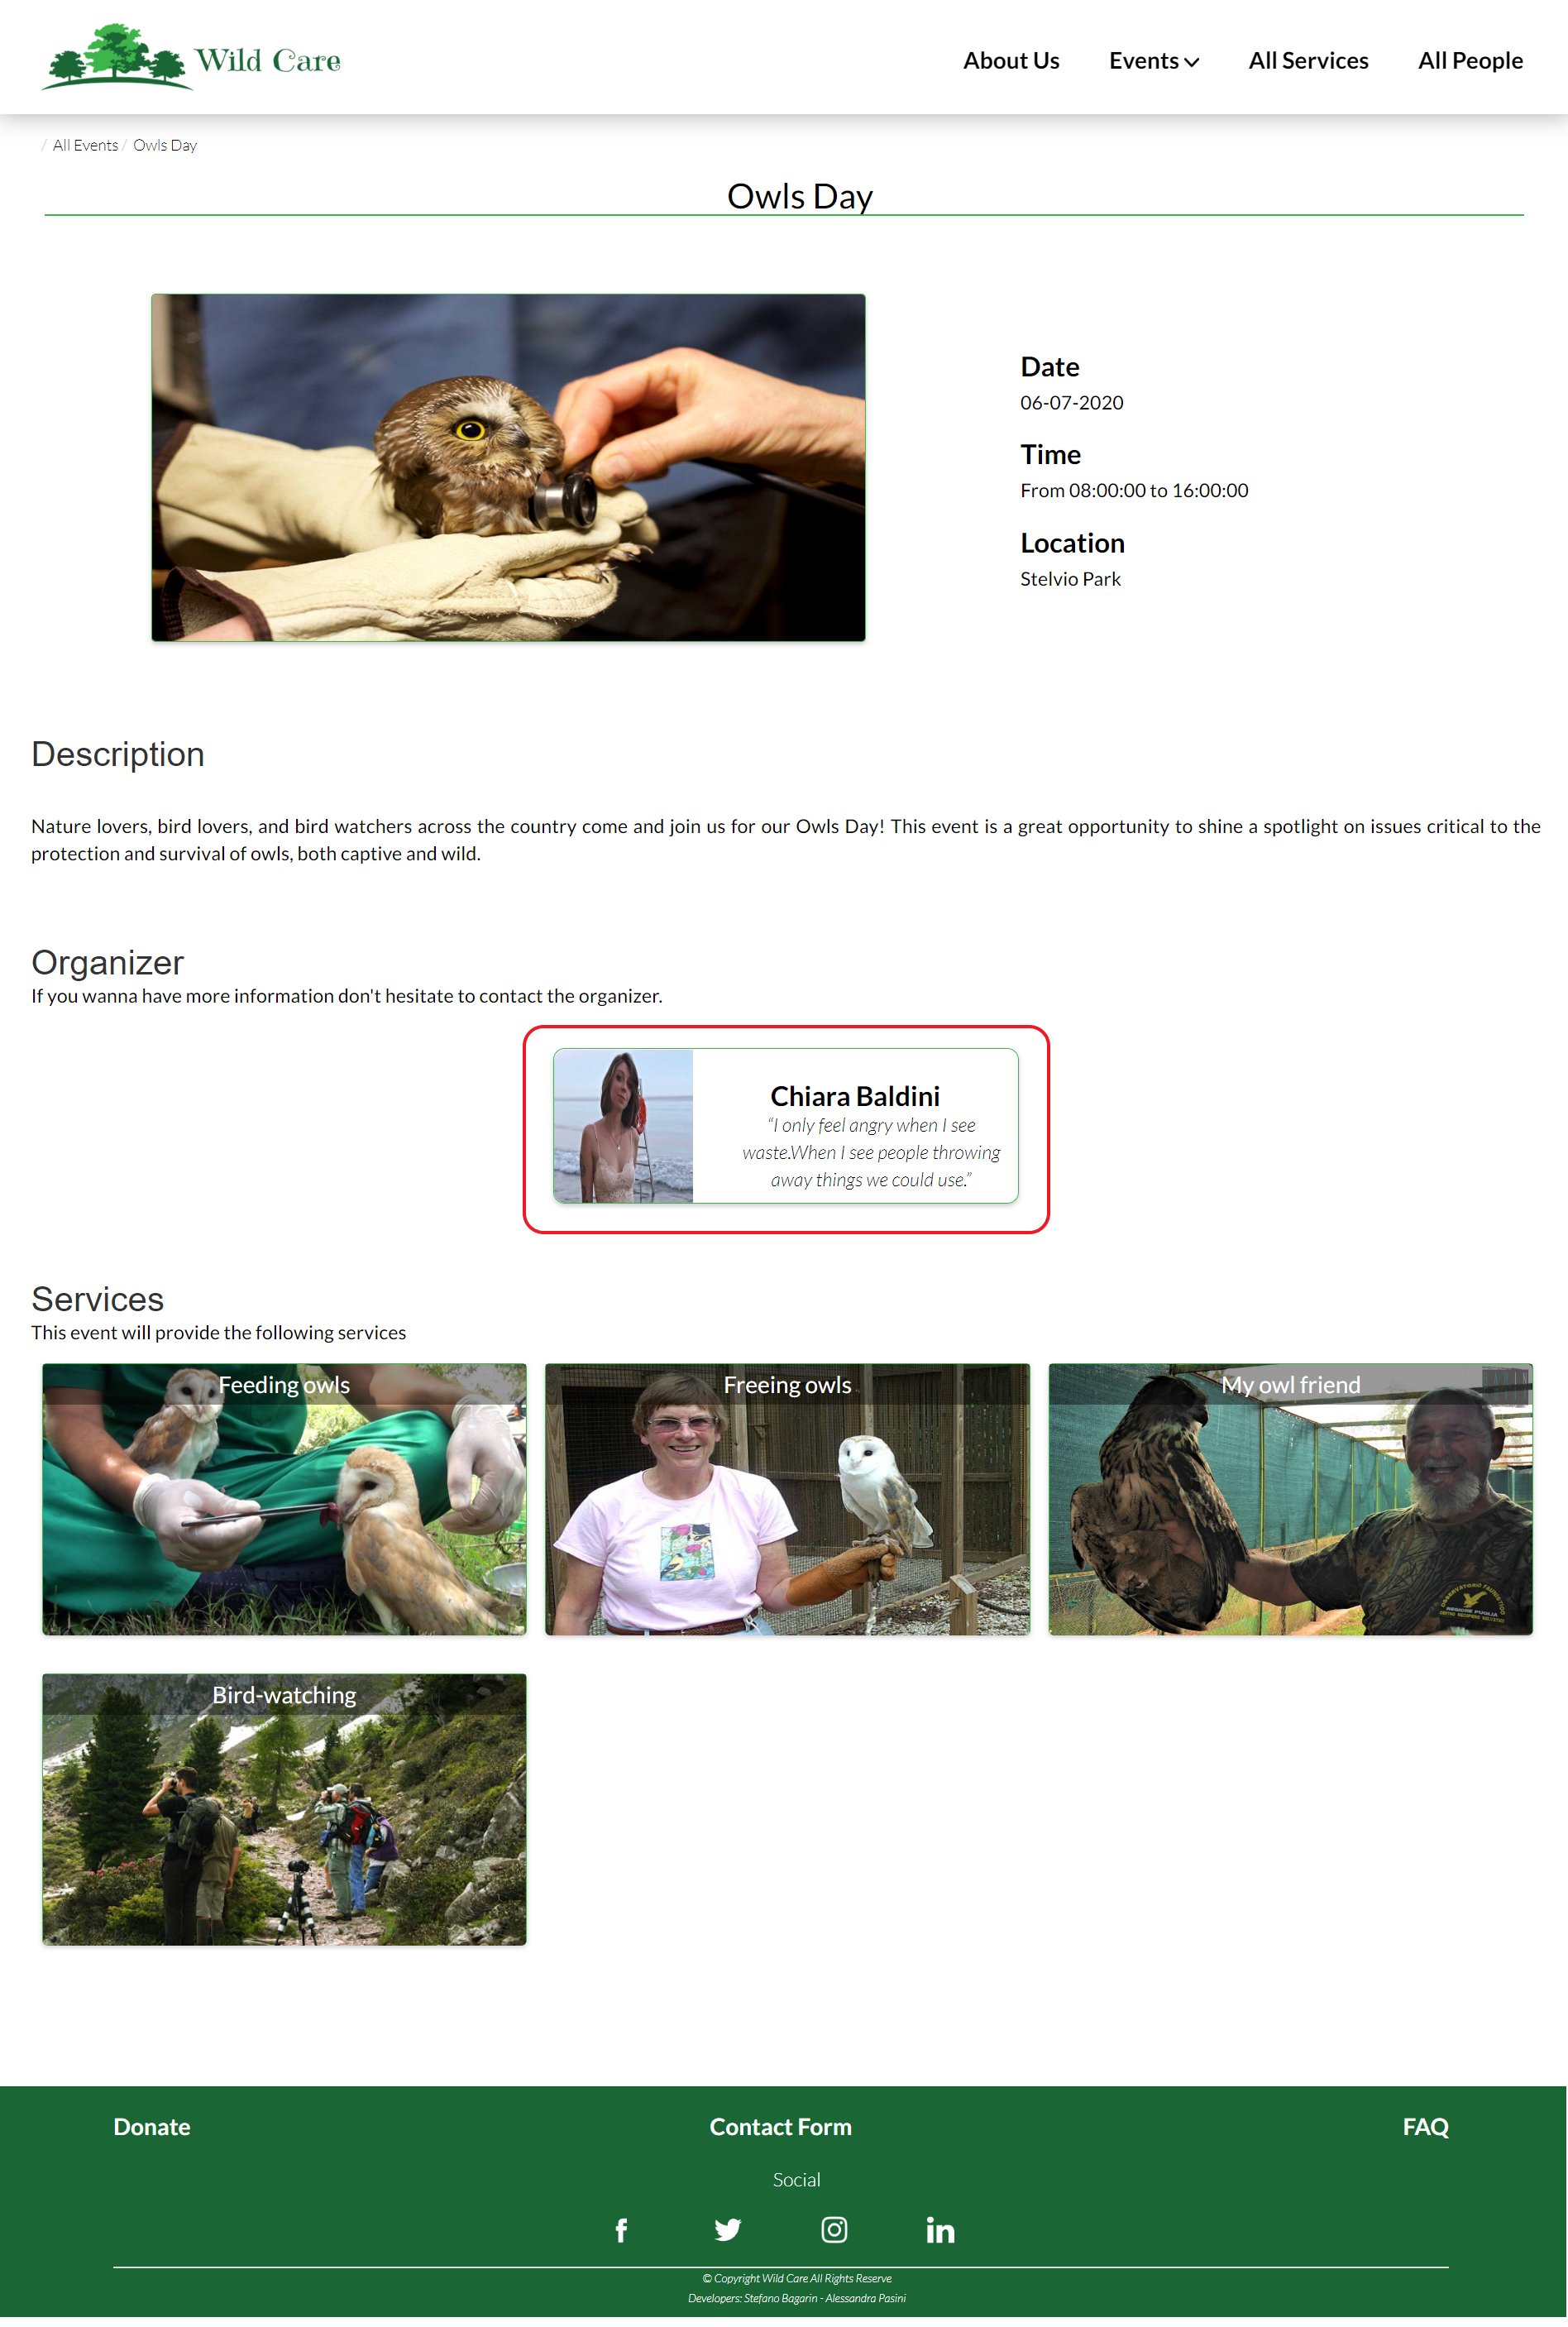 Wild Care
About Us
Events
All Services
All People
/ All Events / Owls Day
Owls Day
Date
06-07-2020
Time
From 08:00:00 to 16:00:00
Location
Stelvio Park
Description
Nature lovers, bird lovers, and bird watchers across the country come and join us for our Owls Day! This event is a great opportunity to shine a spotlight on issues critical to the
protection and survival of owls, both captive and wild.
Organizer
If you wanna have more information don't hesitate to contact the organizer.
Chiara Baldini
“I only feel angry when I see
waste.When I see people throwing
away things we could use.”
Services
This event will provide the following services
Feeding owls
Freeing owls
My owl friend
OSSERVATORIO FAUNISTICO
REGIONE PUGLIA
Bird-watching
Donate
Contact Form
FAQ
Social
© Copyright Wild Care All Rights Reserve
Developers: Stefano Bagarin - Alessandra Pasini